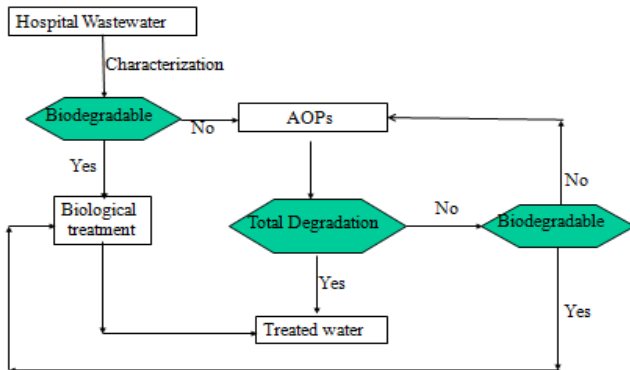 Hospital Wastewater
Characterization
Biodegradable
No
AOPs
Yes
No
Biological
treatment
Total Degradation
No
Biodegradable
Yes
Yes
Treated water